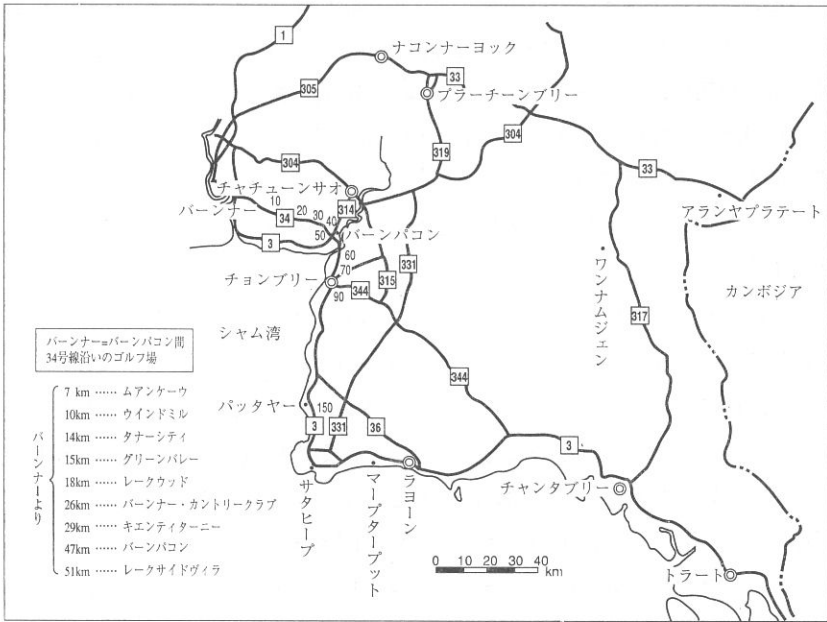 1
ナコンナーヨック
33
305
プラーチーンブリー
304
319
304
チャチューンサオ
33
バーンナー
10
20
30
40
50
34
314
アランヤプラテート
3
バーンパコン
60
70
331
ワンナムジェン
チョンブリー
315
カンボジア
90
344
317
シャム湾
バーンナー=バーンパコン間
34号線沿いのゴルフ場
バーンナーより
7 km …… ムアンケーウ
10km …… ウインドミル
14km …… タナーシティ
15km …… グリーンバレー
18km …… レークウッド
26km …… バーンナー・カントリークラブ
29km …… キエンティターニー
47km …… バーンパコン
51km …… レークサイドヴィラ
344
パッタヤー
150
3
331
36
3
サタヒープ
マープタープット
ラヨーン
チャンタブリー
0 10 20 30 40
km
トラート